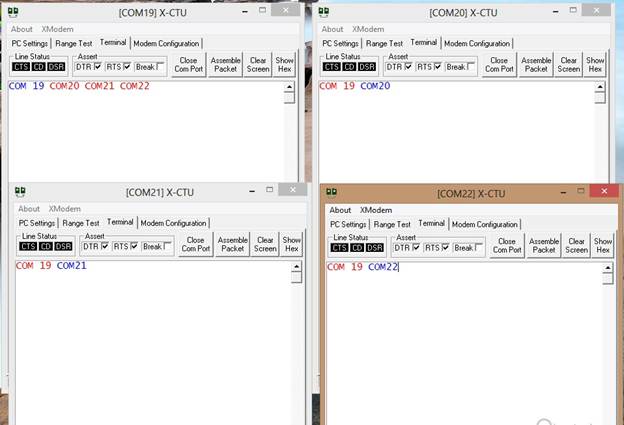 [COM19] X-CTU
About XModem
PC Settings Range Test Terminal Modem Configuration
Line Status Assert
CTS CD DSR DTR RTS Break
Close Com Port
Assemble Packet
Clear Screen
Show Hex
COM 19 COM20 COM21 COM22
[COM20] X-CTU
About XModem
PC Settings Range Test Terminal Modem Configuration
Line Status Assert
CTS CD DSR DTR RTS Break
Close Com Port
Assemble Packet
Clear Screen
Show Hex
COM 19 COM20
[COM21] X-CTU
About XModem
PC Settings Range Test Terminal Modem Configuration
Line Status Assert
CTS CD DSR DTR RTS Break
Close Com Port
Assemble Packet
Clear Screen
Show Hex
COM 19 COM21
[COM22] X-CTU
About XModem
PC Settings Range Test Terminal Modem Configuration
Line Status Assert
CTS CD DSR DTR RTS Break
Close Com Port
Assemble Packet
Clear Screen
Show Hex
COM 19 COM22